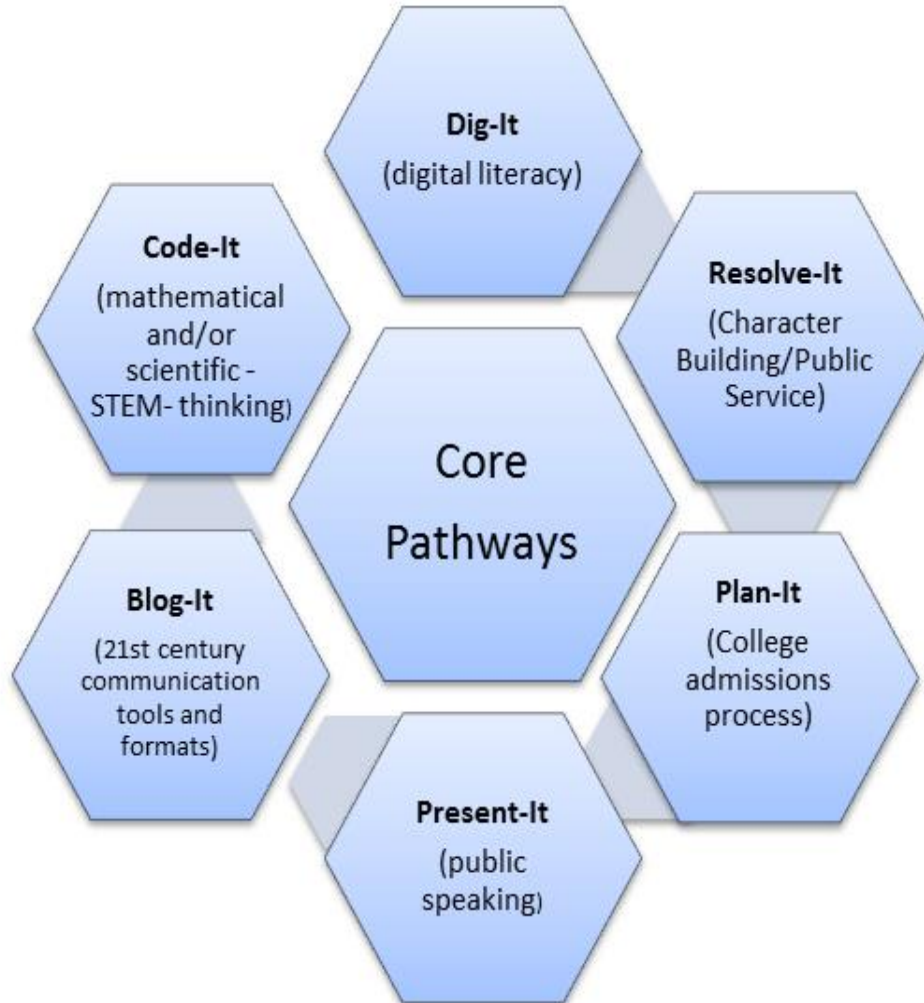 Dig-It
(digital literacy)
Code-It
(mathematical
and/or
scientific -
STEM- thinking)
Resolve-It
(Character
Building/Public
Service)
Core
Pathways
Blog-It
(21st century
communication
tools and
formats)
Plan-It
(College
admissions
process)
Present-It
(public
speaking)